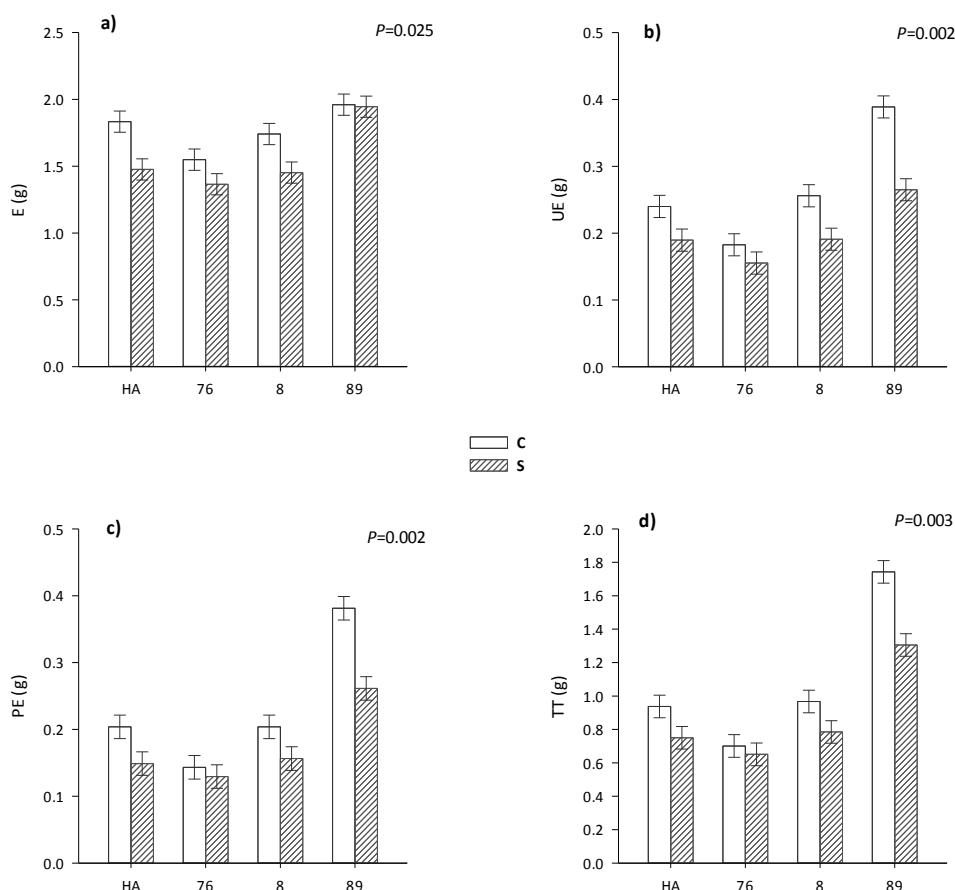 a)
P=0.025
2.5
2.0
1.5
1.0
0.5
0.0
E (g)
HA 76 8 89
b)
P=0.002
0.5
0.4
0.3
0.2
0.1
0.0
UE (g)
HA 76 8 89
C
S
c)
P=0.002
0.5
0.4
0.3
0.2
0.1
0.0
PE (g)
HA 76 8 89
d)
P=0.003
2.0
1.8
1.6
1.4
1.2
1.0
0.8
0.6
0.4
0.2
0.0
TT (g)
HA 76 8 89